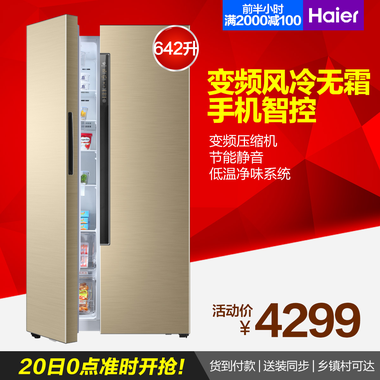 前半小时
满2000减100
Haier
642升
变频风冷无霜
手机智控
变频压缩机
节能静音
低温净味系统
活动价
¥4299
20日0点准时开抢！
货到付款 | 送装同步 | 乡镇村可达